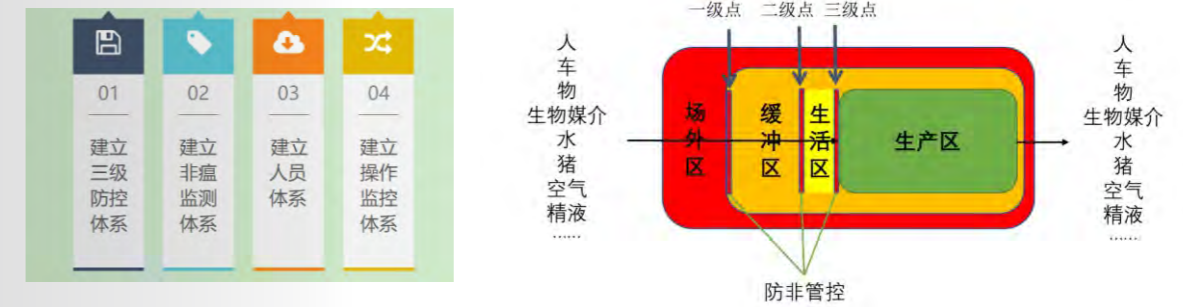 01
建立
三级
防控
体系
02
建立
非瘟
监测
体系
03
建立
人员
体系
04
建立
操作
监控
体系
一级点 二级点 三级点
人
车
物
生物媒介
水
猪
空气
精液
……
场外区
缓冲区
生活区
生产区
人
车
物
生物媒介
水
猪
空气
精液
……
防非管控